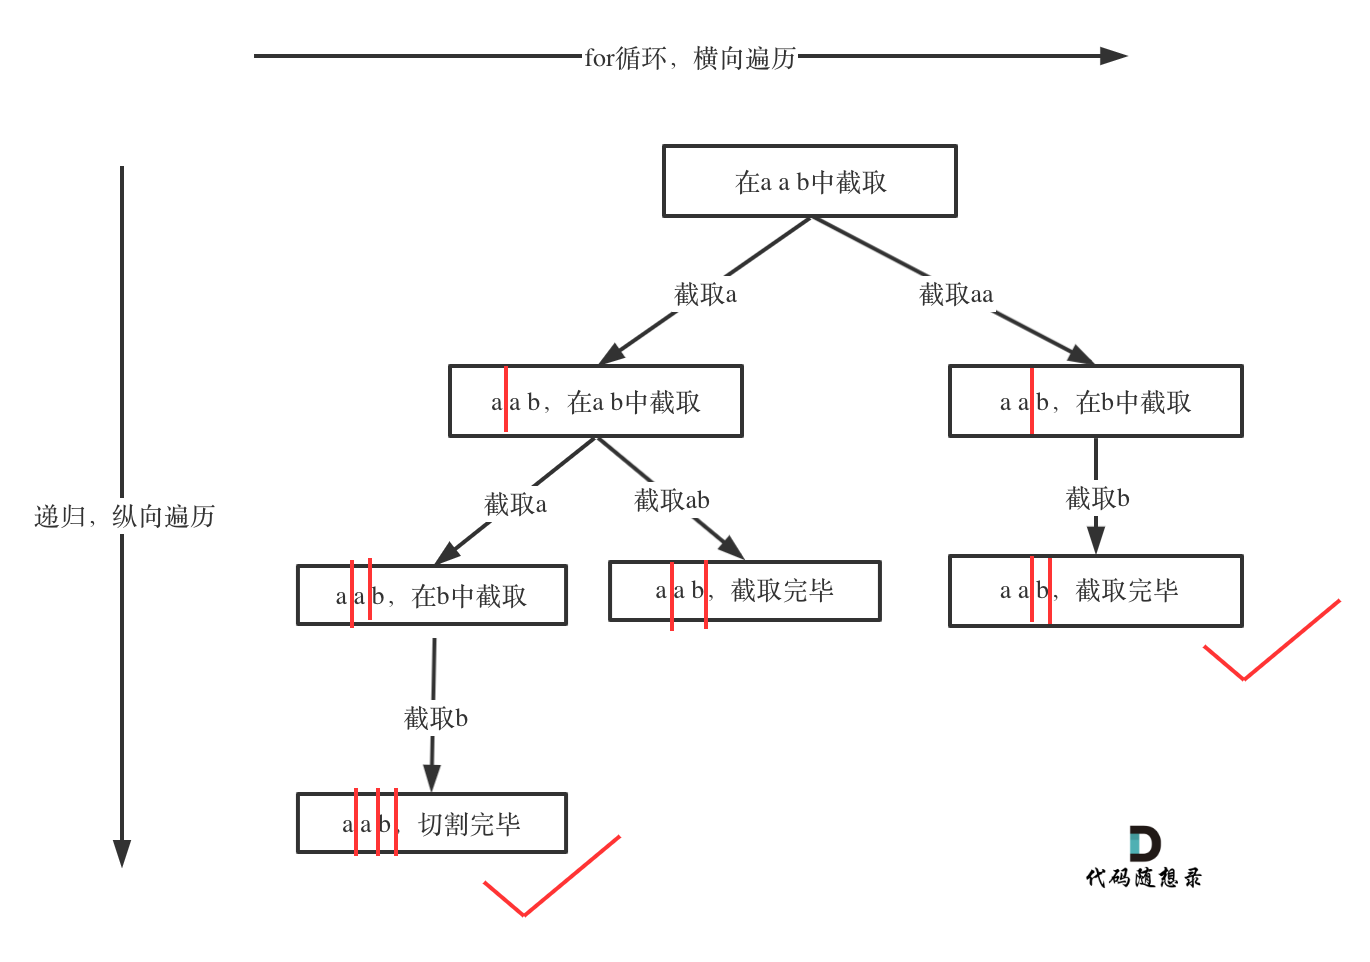 for循环，横向遍历
在a a b中截取
截取a
截取aa
a a b，在a b中截取
a a b，在b中截取
递归，纵向遍历
截取a
截取ab
截取b
a a b，在b中截取
a a b，截取完毕
a a b，截取完毕
截取b
a a b，切割完毕
代码随想录